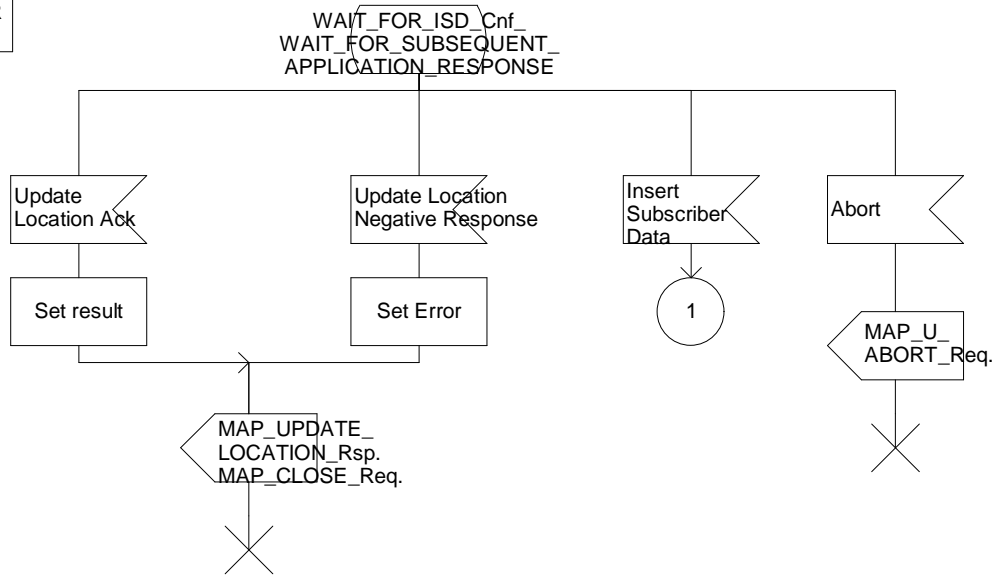 R
WAIT_FOR_ISD_Cnf_
WAIT_FOR_SUBSEQUENT_
APPLICATION_RESPONSE
Update
Location Ack
Update Location
Negative Response
Insert
Subscriber
Data
Abort
Set result
Set Error
1
MAP_U_
ABORT_Req.
MAP_UPDATE_
LOCATION_Rsp.
MAP_CLOSE_Req.